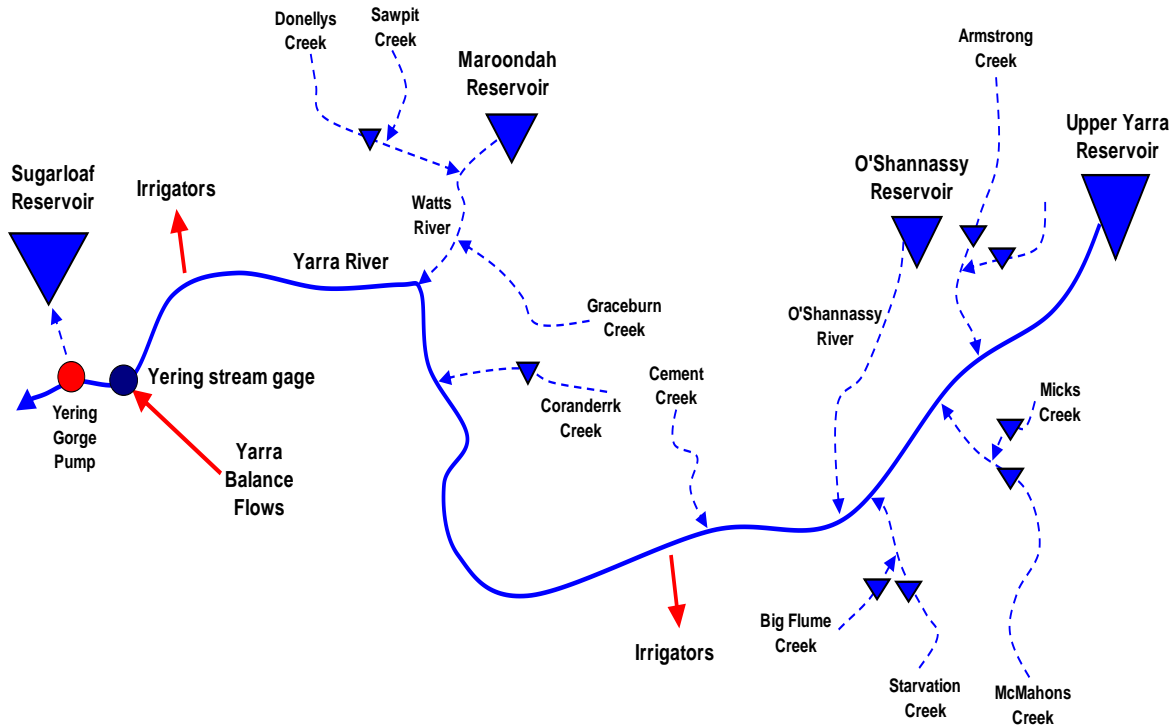 Donellys
Creek
Sawpit
Creek
Maroondah
Reservoir
Armstrong
Creek
Upper Yarra
Reservoir
O'Shannassy
Reservoir
Sugarloaf
Reservoir
Irrigators
Watts
River
Yarra River
Graceburn
Creek
O'Shannassy
River
Yering stream gage
Cement
Creek
Coranderrk
Creek
Micks
Creek
Yering
Gorge
Pump
Yarra
Balance
Flows
Big Flume
Creek
Irrigators
Starvation
Creek
McMahons
Creek